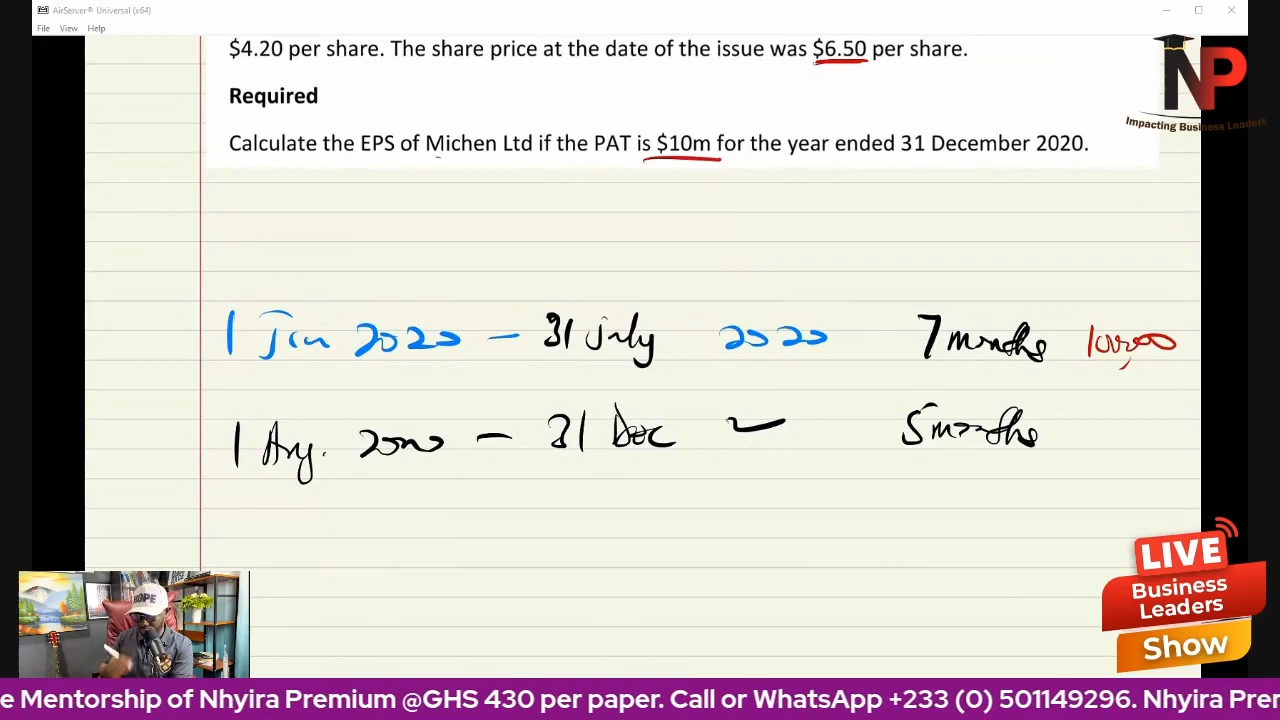 AirServer® Universal (x64)
File View Help
$4.20 per share. The share price at the date of the issue was $6.50 per share.
NP
Impacting Business Leaders
Required
Calculate the EPS of Michen Ltd if the PAT is $10m for the year ended 31 December 2020.
1 Jan 2020 — 31 July 2020 7 months
1 Aug. 2020 — 31 Dec 5 months
HOPE
LIVE
Business
Leaders
Show
e Mentorship of Nhyira Premium @GHS 430 per paper. Call or WhatsApp +233 (0) 501149296. Nhyira Prer